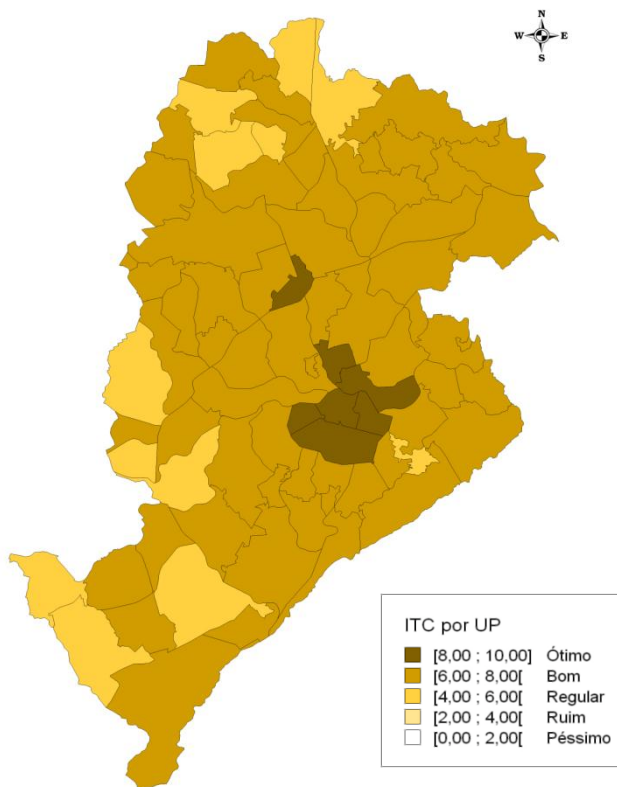 N
W E
S
ITC por UP
[8,00 ; 10,00] Ótimo
[6,00 ; 8,00[ Bom
[4,00 ; 6,00[ Regular
[2,00 ; 4,00[ Ruim
[0,00 ; 2,00[ Péssimo